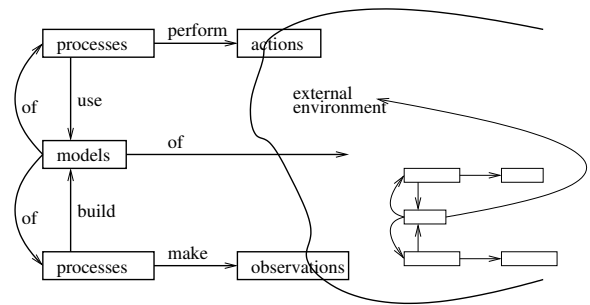 processes
perform
actions
of
use
external
environment
models
of
of
build
processes
make
observations